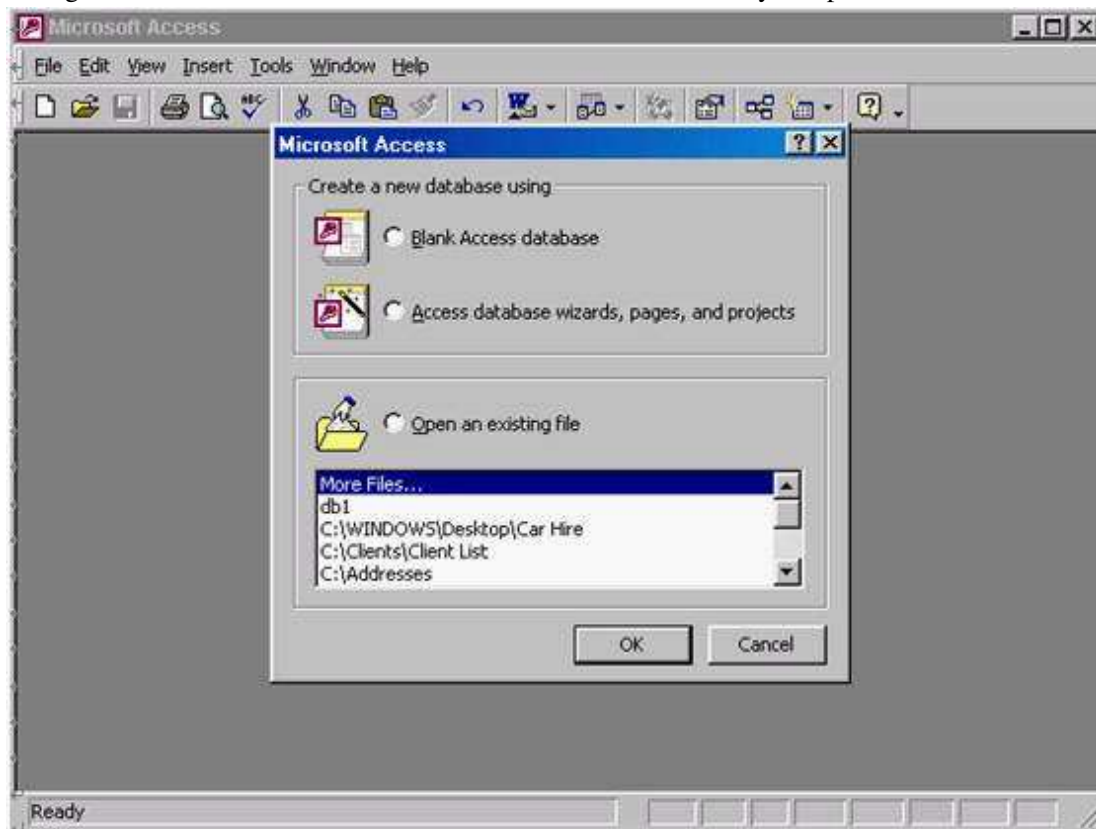 Microsoft Access
File Edit View Insert Tools Window Help
Microsoft Access
Create a new database using
Blank Access database
Access database wizards, pages, and projects
Open an existing file
More Files...
db1
C:\WINDOWS\Desktop\Car Hire
C:\Clients\Client List
C:\Addresses
OK Cancel
Ready